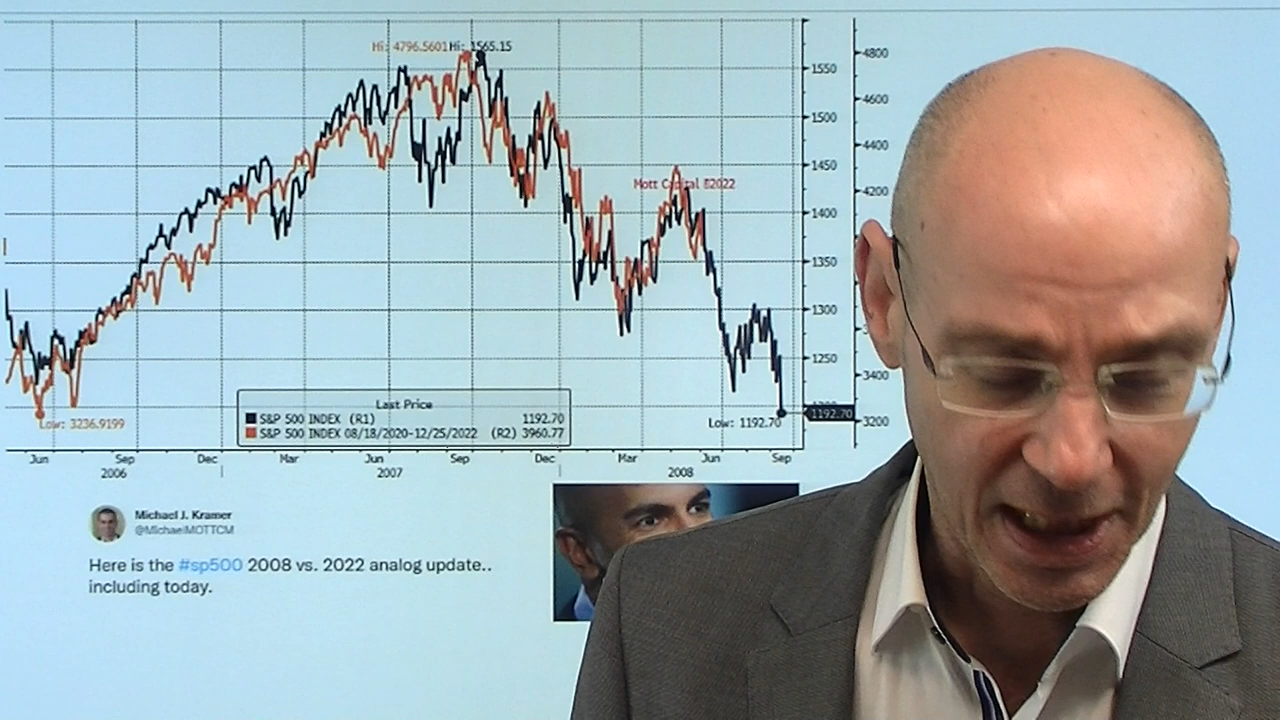 Hi: 4796.5601 Hi: 1565.15
4800
1550
4600
1500
4400
1450
Mott Capital 2022
4200
1400
1350
1300
1250
3400
Last Price
S&P 500 INDEX (R1) 1192.70
S&P 500 INDEX 08/18/2020-12/25/2022 (R2) 3960.77
Low: 3236.9199
Low: 1192.70
1192.70
3200
Jun Sep Dec Mar Jun Sep Dec Mar Jun Sep
2006 2007 2008
Michael J. Kramer
@MichaelMOTTCM
Here is the #sp500 2008 vs. 2022 analog update..
including today.